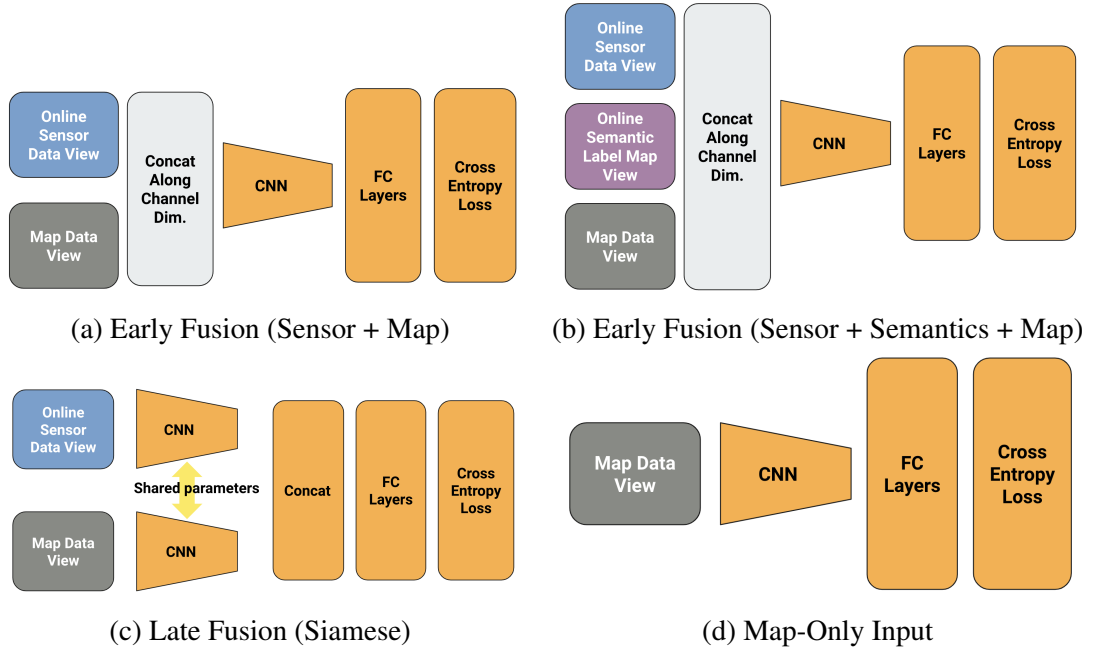 Online
Sensor
Data View
Map Data
View
Concat
Along
Channel
Dim.
CNN
FC
Layers
Cross
Entropy
Loss
(a) Early Fusion (Sensor + Map)
Online
Sensor
Data View
Online
Semantic
Label Map
View
Map Data
View
Concat
Along
Channel
Dim.
CNN
FC
Layers
Cross
Entropy
Loss
(b) Early Fusion (Sensor + Semantics + Map)
Online
Sensor
Data View
Map Data
View
CNN
Shared parameters
CNN
Concat
FC
Layers
Cross
Entropy
Loss
(c) Late Fusion (Siamese)
Map Data
View
CNN
FC
Layers
Cross
Entropy
Loss
(d) Map-Only Input